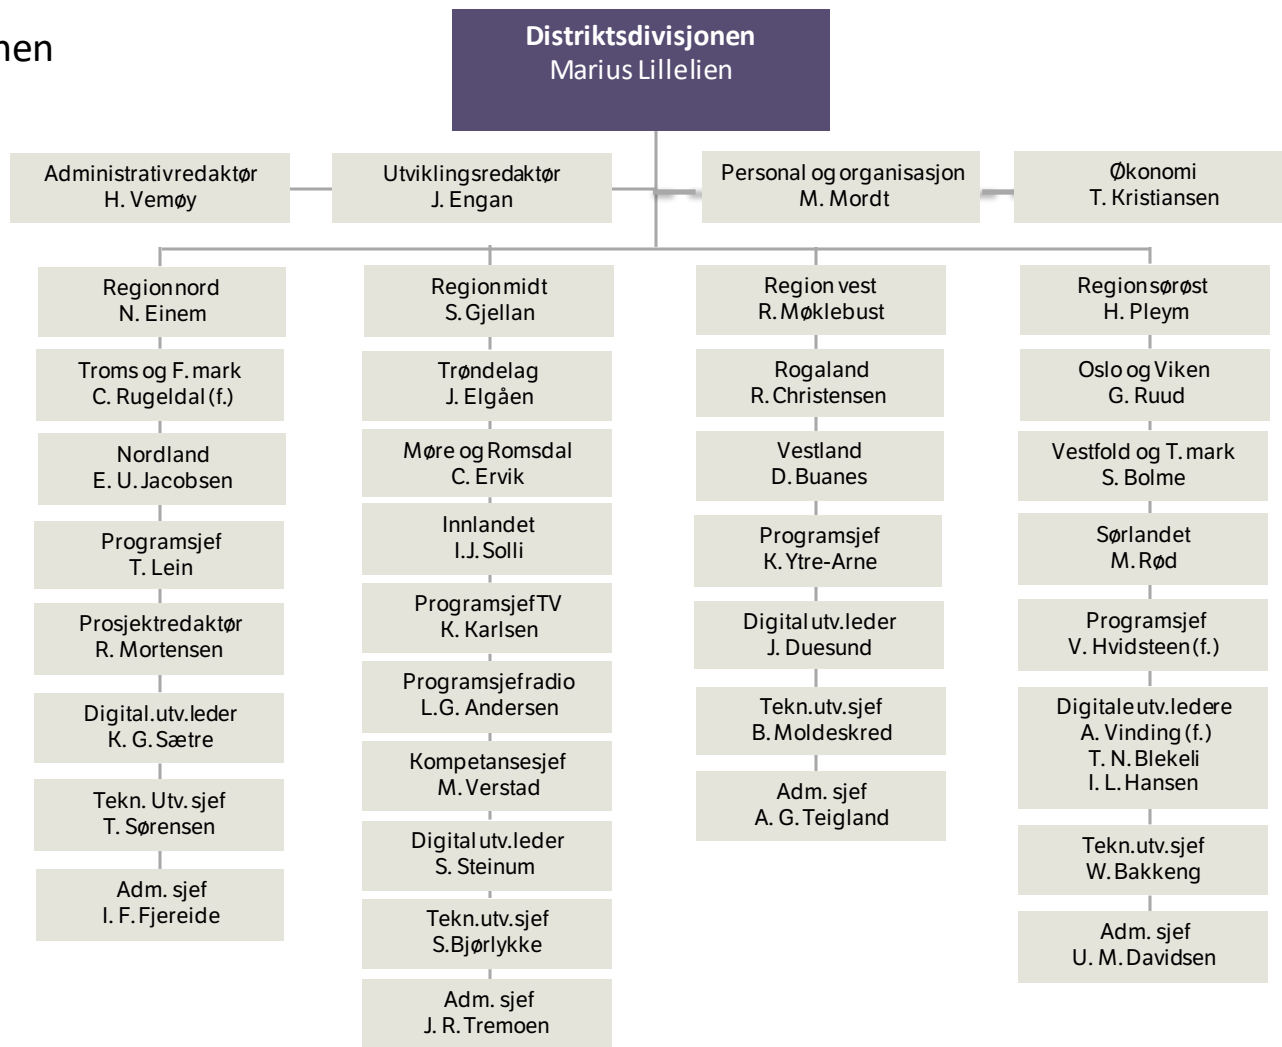 nen
Distriktsdivisjonen
Marius Lillelien
Administrativ redaktør
H. Vemøy
Utviklingsredaktør
J. Engan
Personal og organisasjon
M. Mordt
Økonomi
T. Kristiansen
Region nord
N. Einem
Troms og F. mark
C. Rugeldal (f.)
Nordland
E. U. Jacobsen
Programsjef
T. Lein
Prosjektredaktør
R. Mortensen
Digital.utv.leder
K. G. Sætre
Tekn. Utv. sjef
T. Sørensen
Adm. sjef
I. F. Fjereide
Region midt
S. Gjellan
Trøndelag
J. Elgåen
Møre og Romsdal
C. Ervik
Innlandet
I.J. Solli
Programsjef TV
K. Karlsen
Programsjef radio
L.G. Andersen
Kompetansesjef
M. Verstad
Digital utv.leder
S. Steinum
Tekn.utv.sjef
S.Bjørlykke
Adm. sjef
J. R. Tremoen
Region vest
R. Møklebust
Rogaland
R. Christensen
Vestland
D. Buanes
Programsjef
K. Ytre-Arne
Digital utv.leder
J. Duesund
Tekn.utv.sjef
B. Moldeskred
Adm. sjef
A. G. Teigland
Region sørøst
H. Pleym
Oslo og Viken
G. Ruud
Vestfold og T. mark
S. Bolme
Sørlandet
M. Rød
Programsjef
V. Hvidsteen (f.)
Digitale utv.ledere
A. Vinding (f.)
T. N. Blekeli
I. L. Hansen
Tekn.utv.sjef
W. Bakkeng
Adm. sjef
U. M. Davidsen